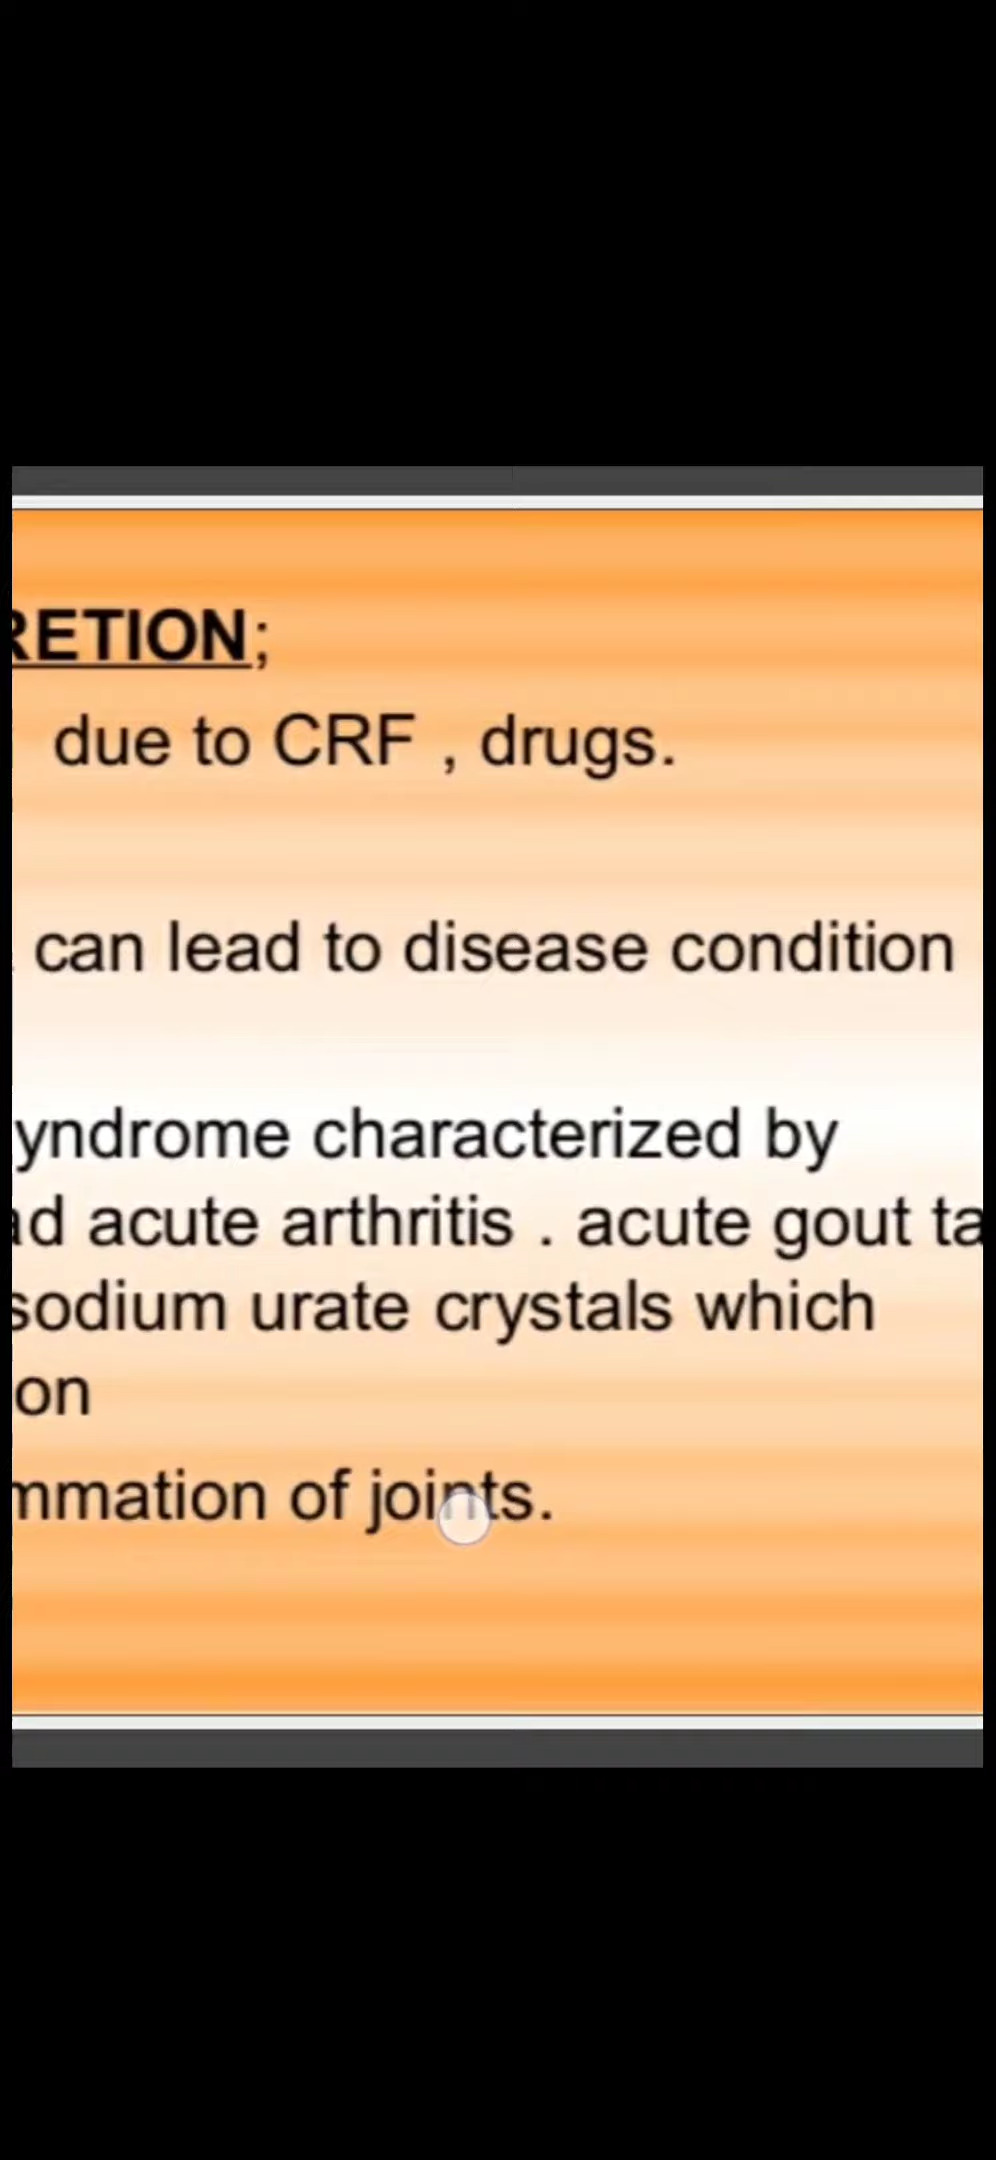 RETION;
due to CRF , drugs.
can lead to disease condition
yndrome characterized by
d acute arthritis . acute gout ta
sodium urate crystals which
on
mmation of joints.